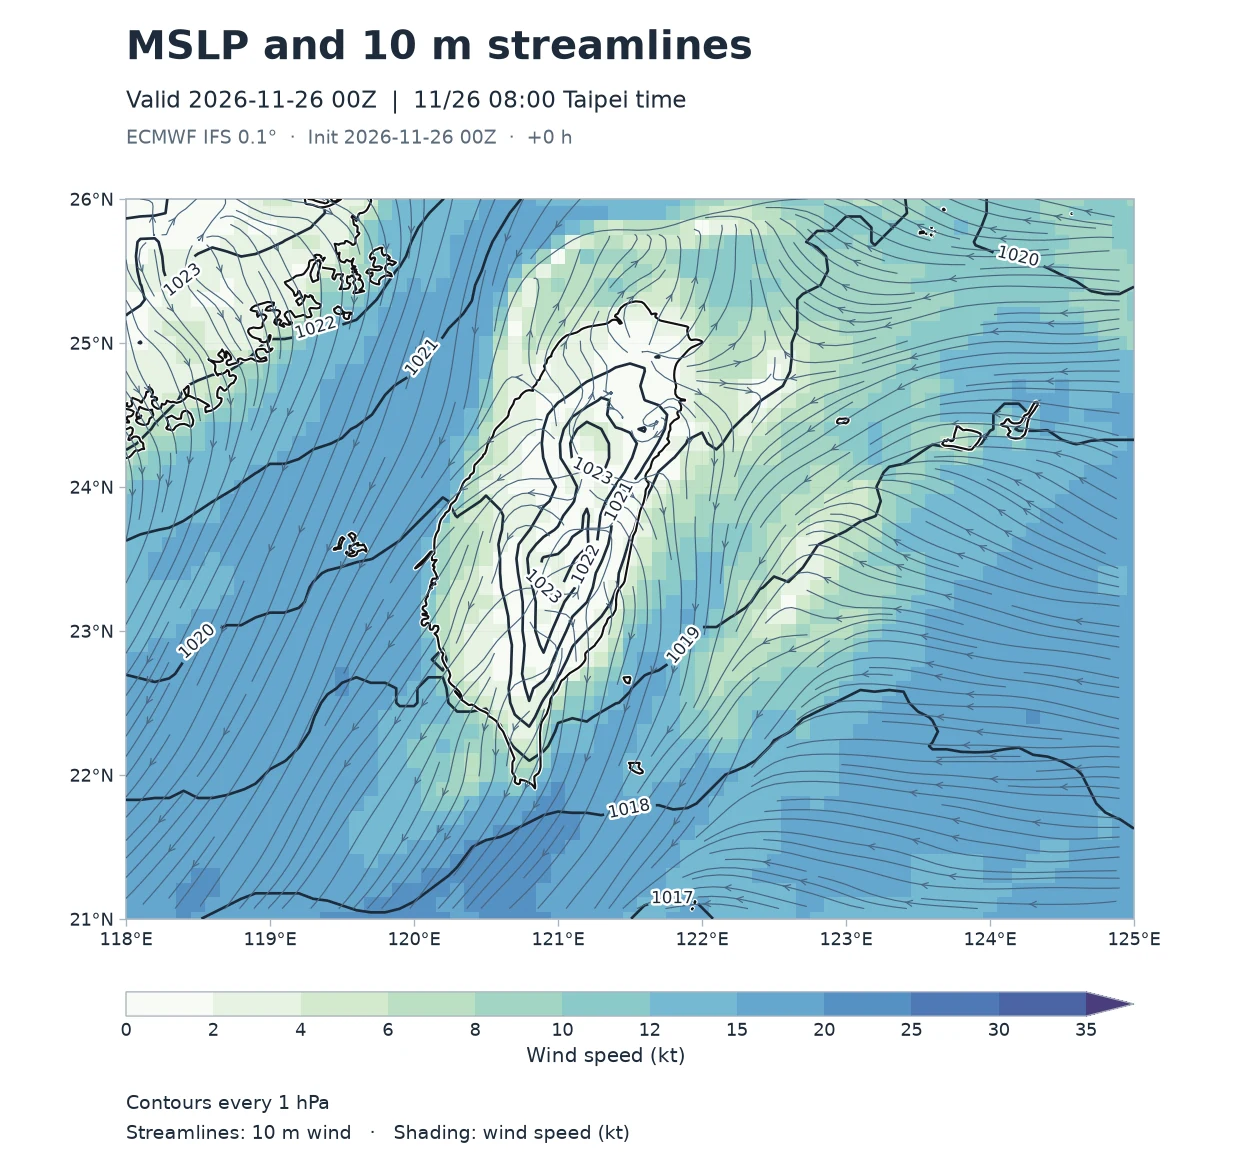 MSLP and 10 m streamlines
Valid 2026-11-26 00Z | 11/26 08:00 Taipei time
ECMWF IFS 0.1° · Init 2026-11-26 00Z · +0 h
26°N
25°N
24°N
23°N
22°N
21°N
1020
1023
1022
1021
1023
1021
1022
1023
1020
1019
1018
1017
118°E 119°E 120°E 121°E 122°E 123°E 124°E 125°E
0 2 4 6 8 10 12 15 20 25 30 35
Wind speed (kt)
Contours every 1 hPa
Streamlines: 10 m wind · Shading: wind speed (kt)